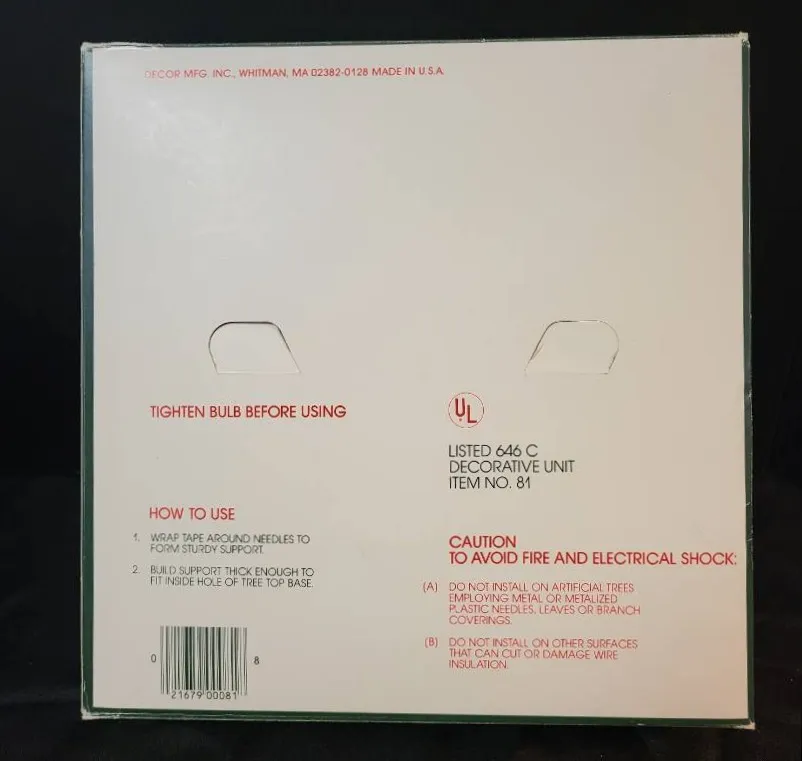 DECOR MFG. INC., WHITMAN, MA 02382-0128 MADE IN U.S.A.
TIGHTEN BULB BEFORE USING
UL
LISTED 646 C
DECORATIVE UNIT
ITEM NO. 81
HOW TO USE
1. WRAP TAPE AROUND NEEDLES TO
FORM STURDY SUPPORT.
2. BUILD SUPPORT THICK ENOUGH TO
FIT INSIDE HOLE OF TREE TOP BASE.
CAUTION
TO AVOID FIRE AND ELECTRICAL SHOCK:
(A) DO NOT INSTALL ON ARTIFICIAL TREES
EMPLOYING METAL OR METALIZED
PLASTIC NEEDLES, LEAVES OR BRANCH
COVERINGS.
(B) DO NOT INSTALL ON OTHER SURFACES
THAT CAN CUT OR DAMAGE WIRE
INSULATION.
0 21679 00081 8